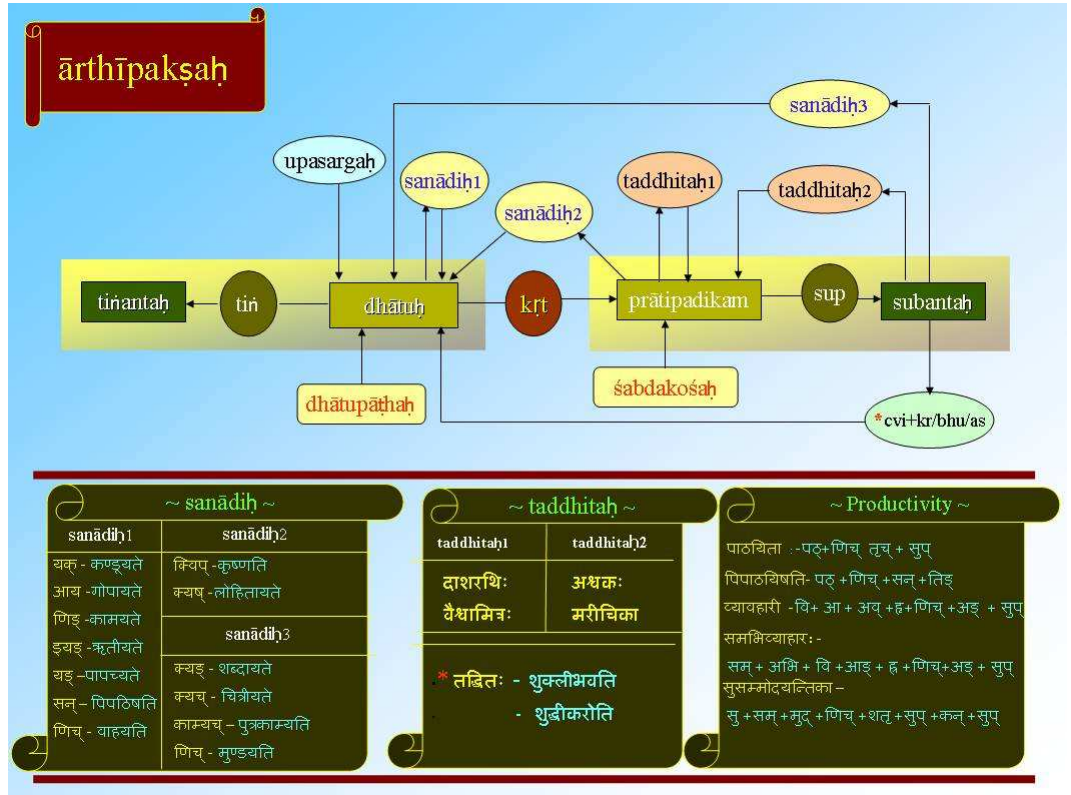 ārthīpakṣaḥ
sanādiḥ3
upasargaḥ
sanādiḥ1
taddhitaḥ1
taddhitaḥ2
sanādiḥ2
tiṅantaḥ
tiṅ
dhātuḥ
kṛt
prātipadikam
sup
subantaḥ
dhātupāṭhaḥ
śabdakośaḥ
*cvi+kr/bhu/as
~ sanādiḥ ~
sanādiḥ1
यक् - कण्डूयते
आय - गोपायते
णिङ् -कामयते
इयङ् -ऋतीयते
यङ् –पापच्यते
सन् – पिपठिषति
णिच् - वाहयति
sanādiḥ2
क्विप् -कृष्णति
क्यष् -लोहितायते
sanādiḥ3
क्यङ् - शब्दायते
क्यच् - चित्रीयते
काम्यच् – पुत्रकाम्यति
णिच् - मुण्डयति
~ taddhitaḥ ~
taddhitaḥ1
taddhitaḥ2
दाशरथिः
अश्वकः
वैश्वामित्रः
मरीचिका
* तद्धितः - शुक्लीभवति
- शुद्धीकरोति
~ Productivity ~
पाठयिता :-पठ्+णिच् तृच् + सुप्
पिपाठयिषति- पठ् +णिच् +सन् +तिङ्
व्यावहारी -वि+ आ + अव् +हृ+णिच्+अङ् + सुप्
समभिव्याहार:-
सम् + अभि + वि +आङ् + हृ +णिच्+अङ् + सुप्
सुसम्मोदयन्तिका –
सु +सम् +मुद् +णिच् +शतृ +सुप् +कन् +सुप्